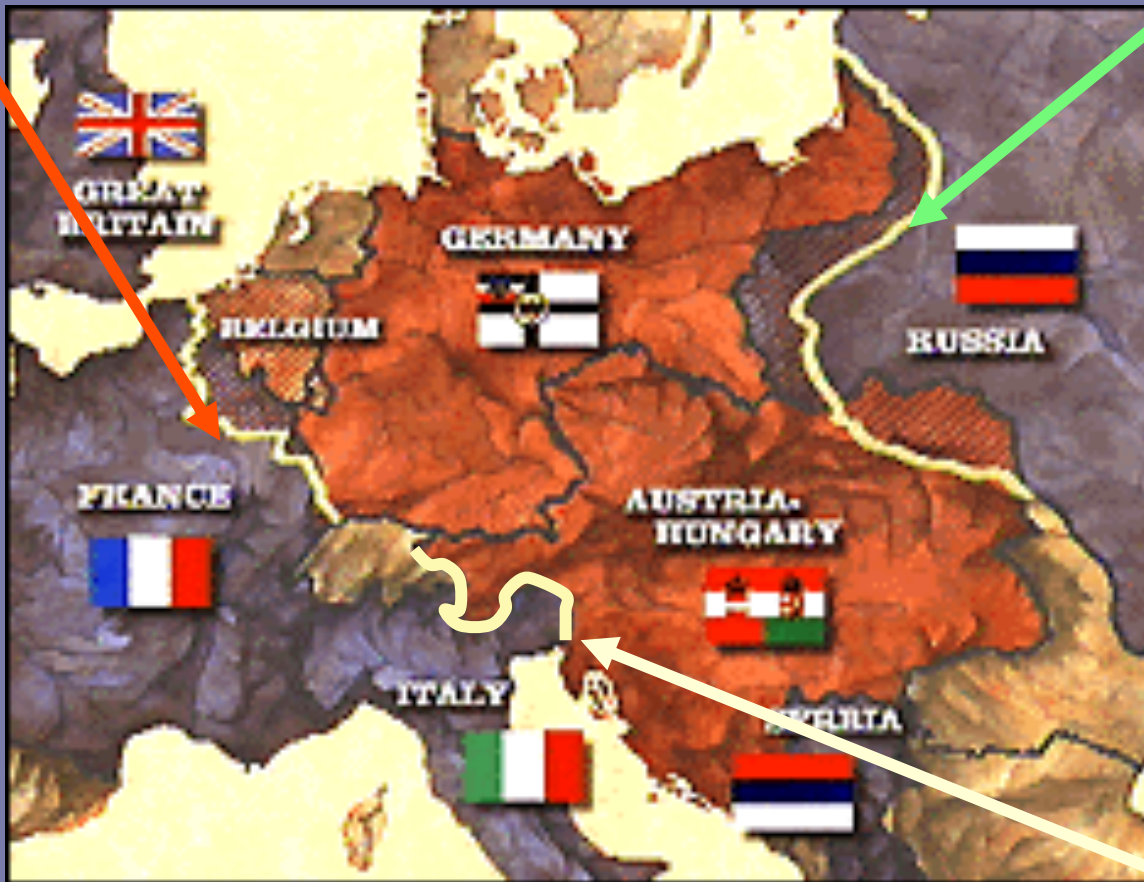 GREAT
BRITAIN
GERMANY
BELGIUM
RUSSIA
FRANCE
AUSTRIA-
HUNGARY
ITALY
SERBIA